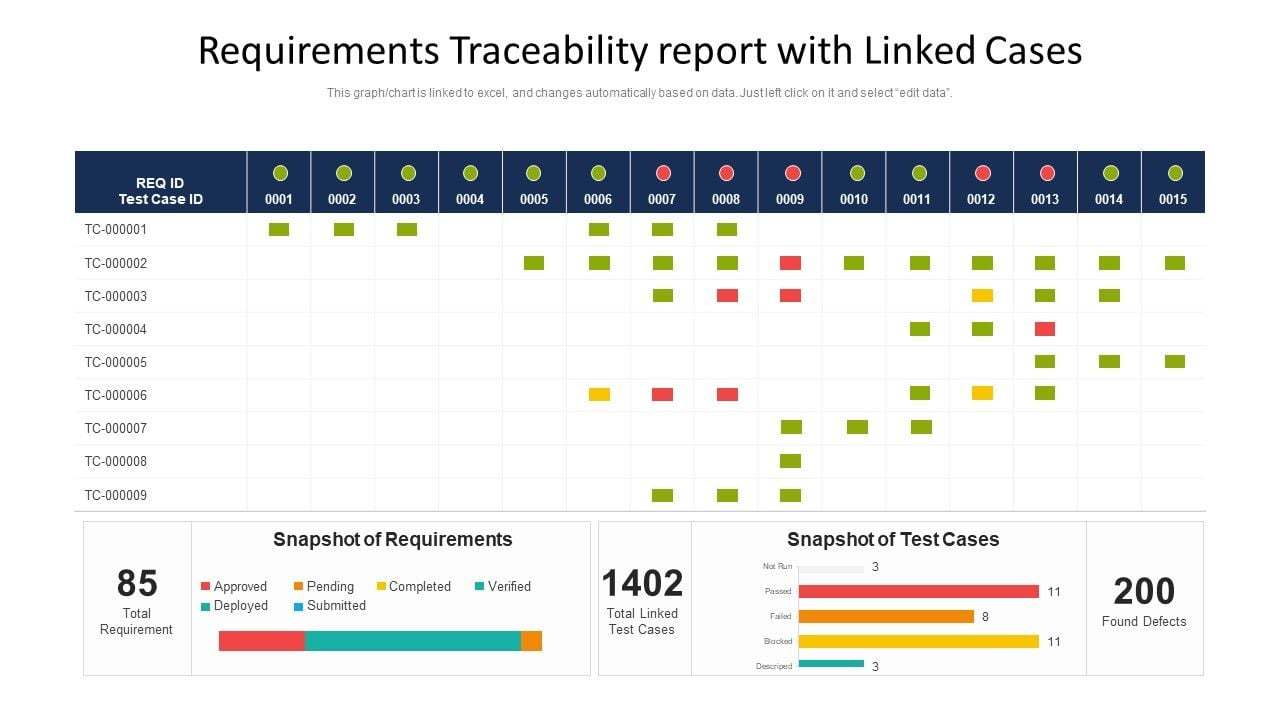 Requirements Traceability report with Linked Cases
This graph/chart is linked to excel, and changes automatically based on data. Just left click on it and select “edit data”.
REQ ID
Test Case ID
0001 0002 0003 0004 0005 0006 0007 0008 0009 0010 0011 0012 0013 0014 0015
TC-000001
TC-000002
TC-000003
TC-000004
TC-000005
TC-000006
TC-000007
TC-000008
TC-000009
85
Total
Requirement
Snapshot of Requirements
Approved Pending Completed Verified
Deployed Submitted
1402
Total Linked
Test Cases
Snapshot of Test Cases
Not Run 3
Passed 11
Failed 8
Blocked 11
Descriped 3
200
Found Defects